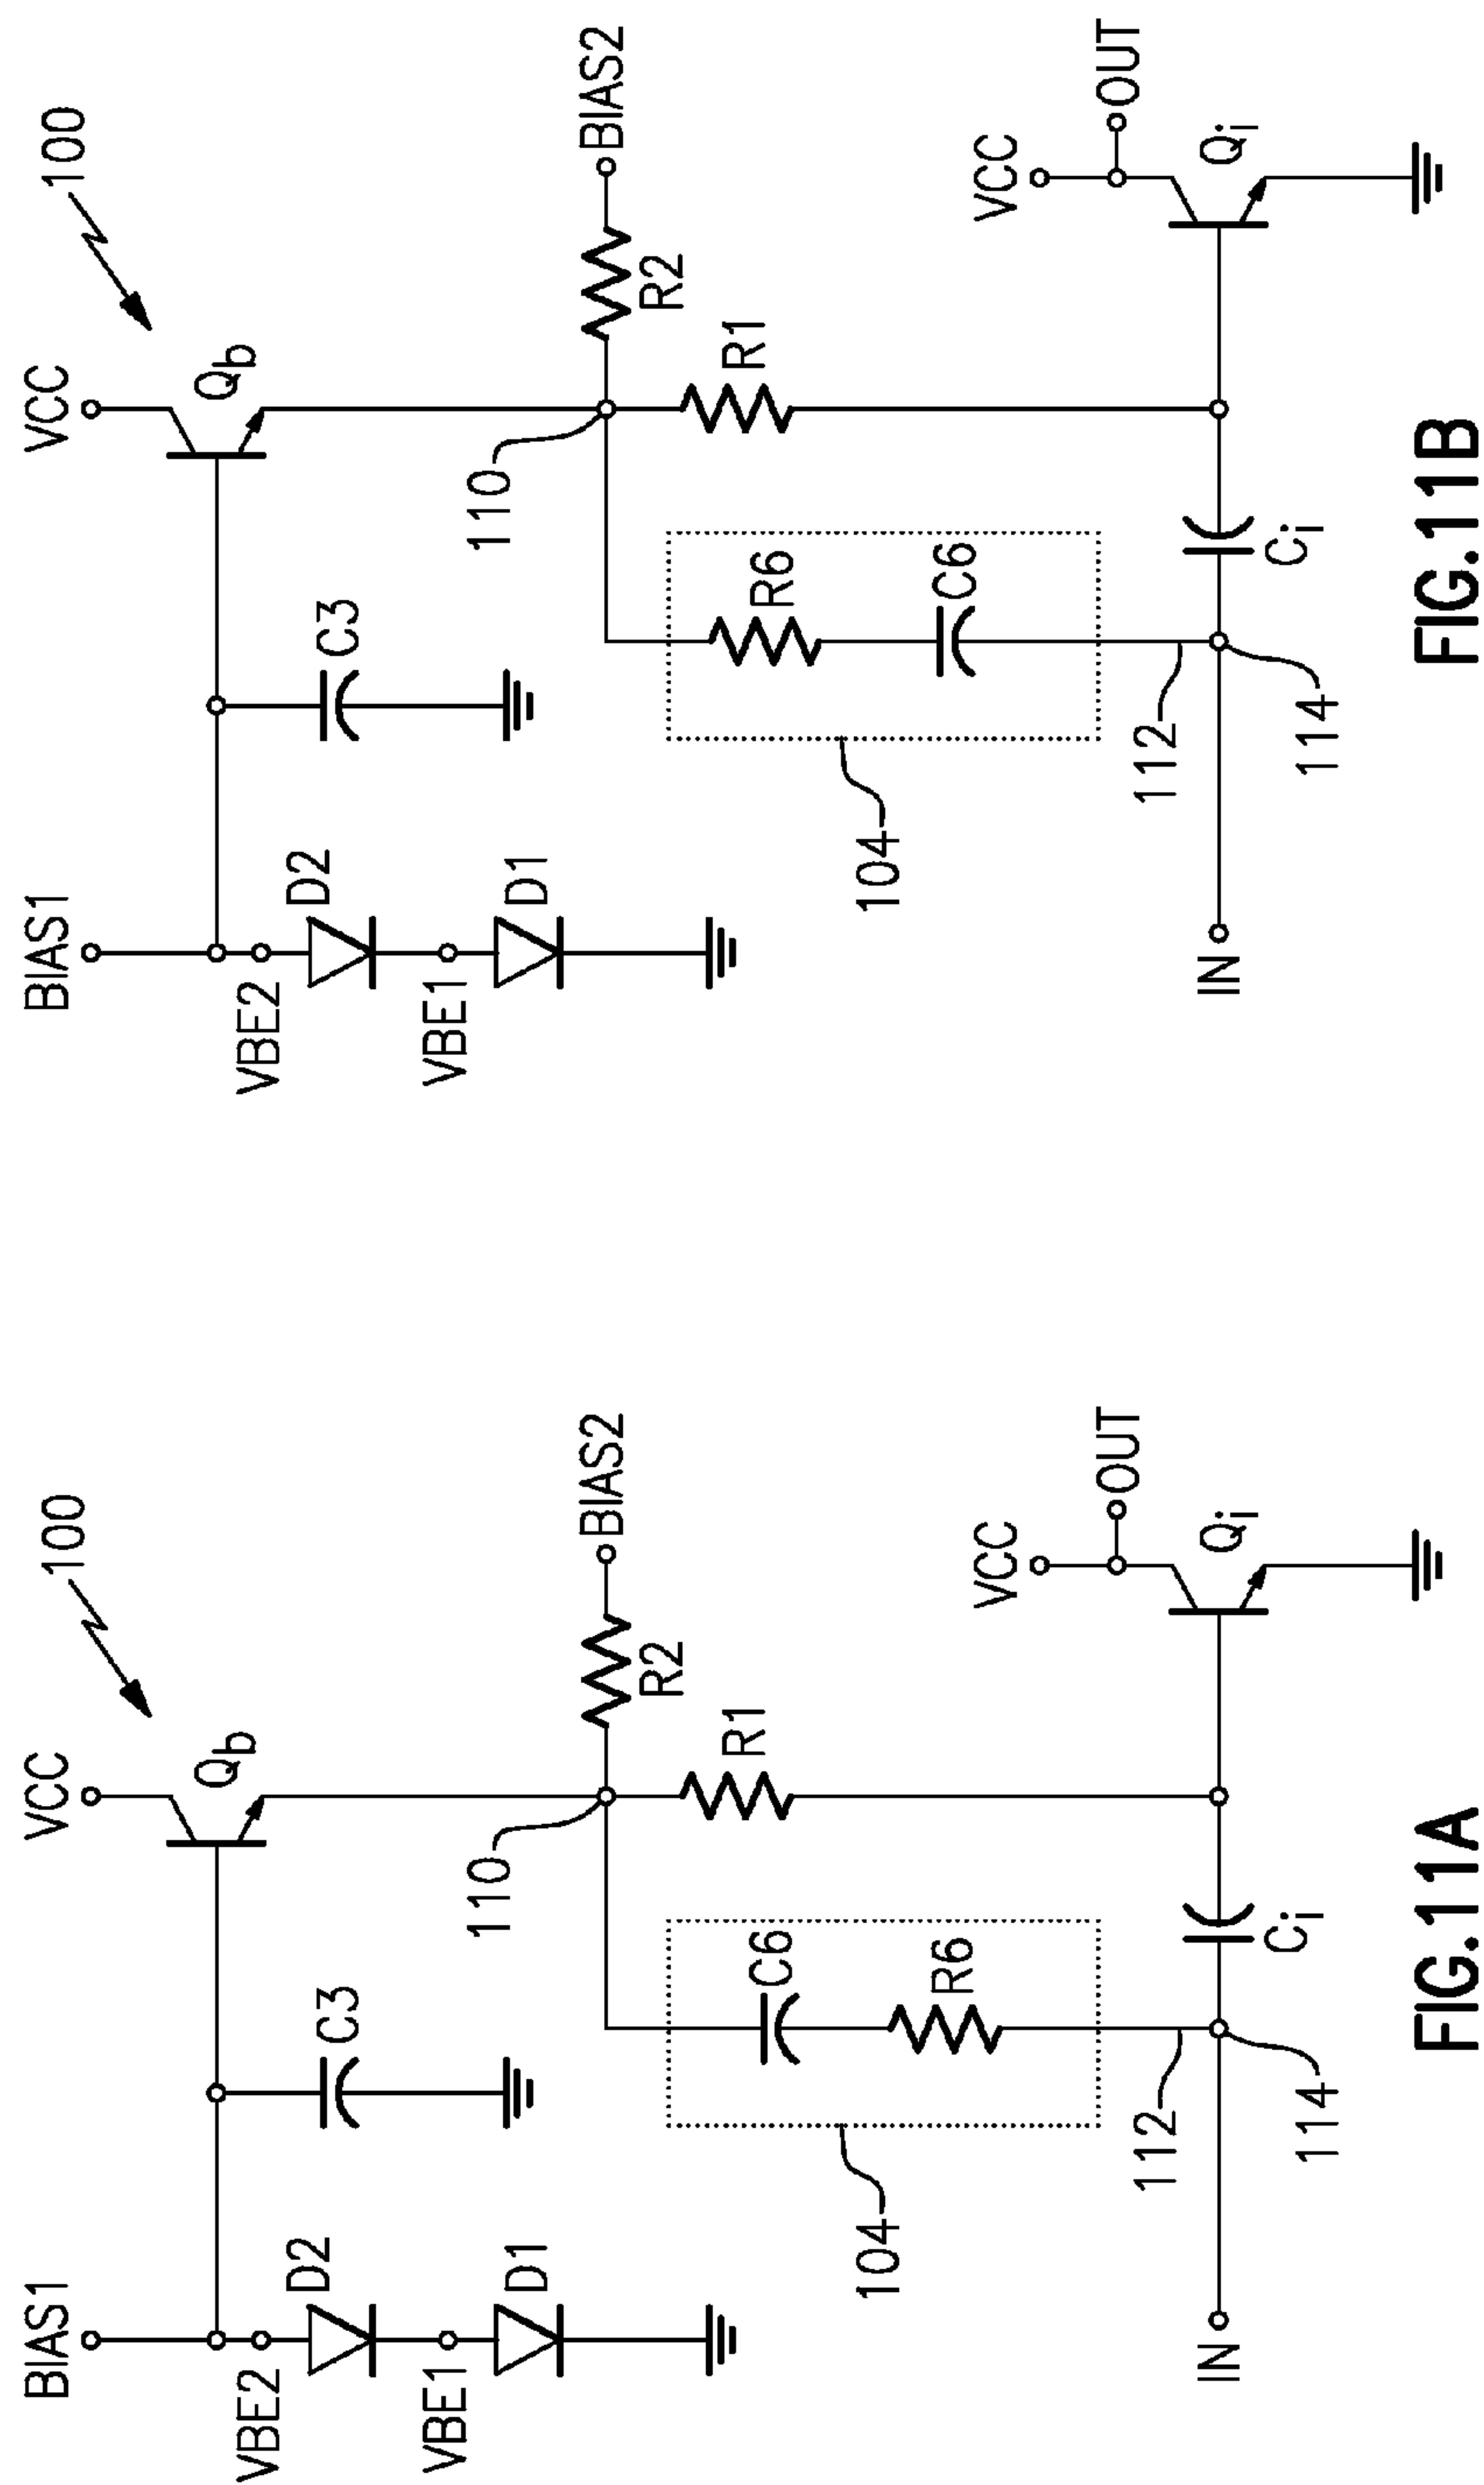 100
VCC
BIAS1
Qb
C3
VBE2
D2
VBE1
D1
110
BIAS2
R2
R1
C6
R6
104
112
114
VCC
OUT
Qi
Ci
IN
FIG.11A
100
VCC
BIAS1
Qb
C3
VBE2
D2
VBE1
D1
110
BIAS2
R2
R1
R6
C6
104
112
114
VCC
OUT
Qi
Ci
IN
FIG.11B